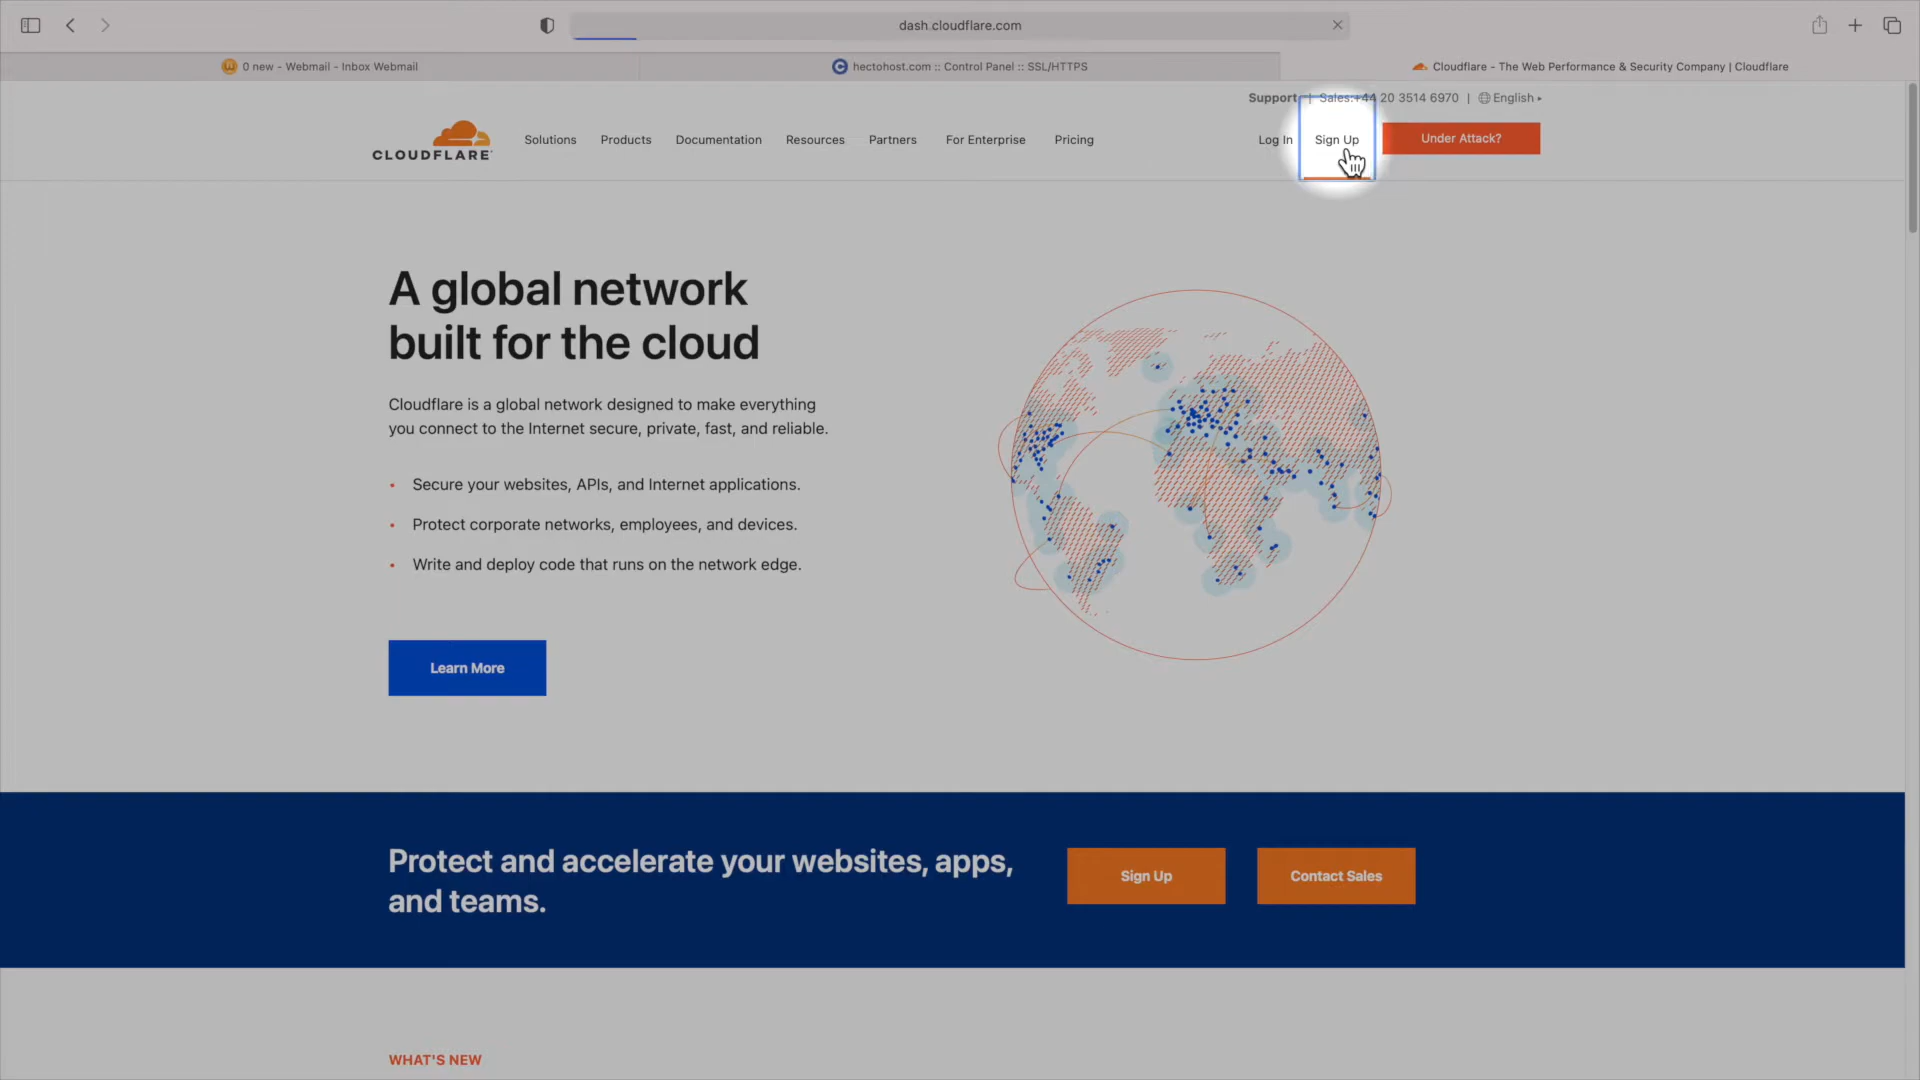 dash.cloudflare.com
0 new - Webmail - Inbox Webmail
hectohost.com :: Control Panel :: SSL/HTTPS
Cloudflare - The Web Performance & Security Company | Cloudflare
Support | Sales:+44 20 3514 6970 | English
CLOUDFLARE
Solutions Products Documentation Resources Partners For Enterprise Pricing
Log In Sign Up Under Attack?
A global network
built for the cloud
Cloudflare is a global network designed to make everything
you connect to the Internet secure, private, fast, and reliable.
• Secure your websites, APIs, and Internet applications.
• Protect corporate networks, employees, and devices.
• Write and deploy code that runs on the network edge.
Learn More
Protect and accelerate your websites, apps,
and teams.
Sign Up
Contact Sales
WHAT'S NEW